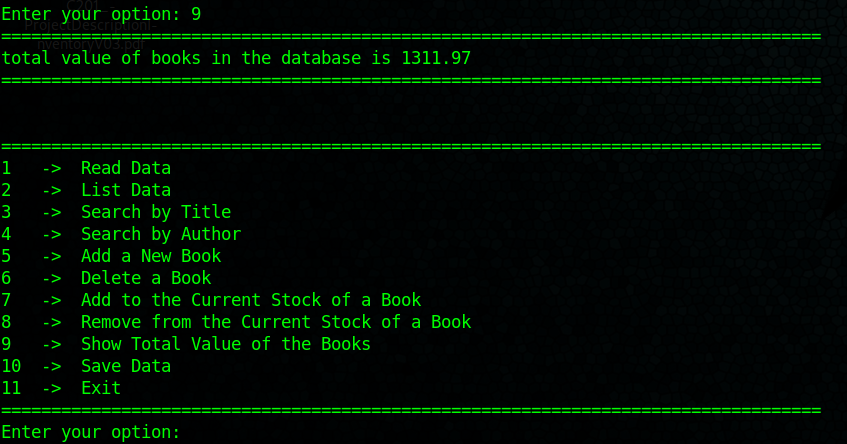 Enter your option: 9
==================================================================================
total value of books in the database is 1311.97
==================================================================================
==================================================================================
1   ->  Read Data
2   ->  List Data
3   ->  Search by Title
4   ->  Search by Author
5   ->  Add a New Book
6   ->  Delete a Book
7   ->  Add to the Current Stock of a Book
8   ->  Remove from the Current Stock of a Book
9   ->  Show Total Value of the Books
10  ->  Save Data
11  ->  Exit
==================================================================================
Enter your option: